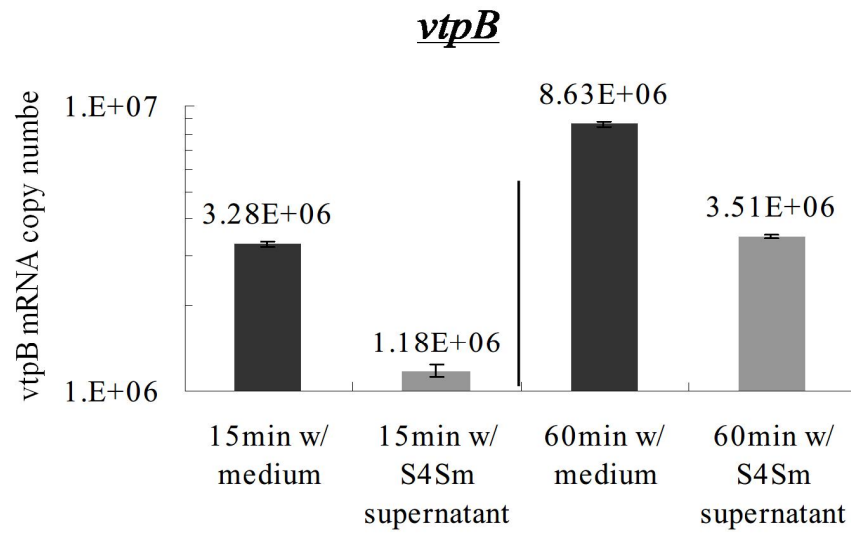 vtpB
vtpB mRNA copy numbe
1.E+07
1.E+06
3.28E+06
1.18E+06
8.63E+06
3.51E+06
15min w/
medium
15min w/
S4Sm
supernatant
60min w/
medium
60min w/
S4Sm
supernatant